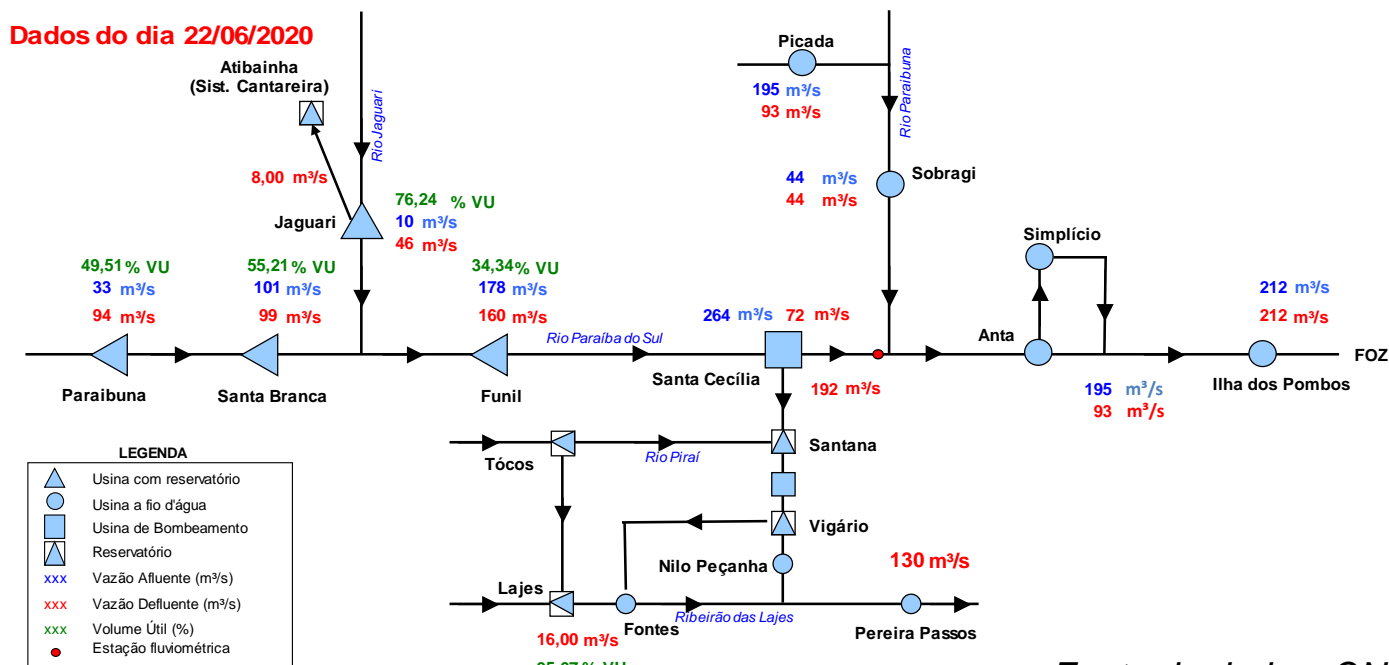 Dados do dia 22/06/2020
Atibainha
(Sist. Cantareira)
Rio Jaguari
8,00 m³/s
Jaguari
76,24 % VU
10 m³/s
46 m³/s
Picada
195 m³/s
93 m³/s
Rio Paraibuna
44 m³/s
44 m³/s
Sobragi
Simplício
49,51 % VU
33 m³/s
94 m³/s
Paraibuna
55,21 % VU
101 m³/s
99 m³/s
Santa Branca
34,34 % VU
178 m³/s
160 m³/s
Funil
Rio Paraíba do Sul
264 m³/s 72 m³/s
Santa Cecília
192 m³/s
Anta
195 m³/s
93 m³/s
212 m³/s
212 m³/s
Ilha dos Pombos
FOZ
Tócos
Rio Piraí
Santana
Vigário
Nilo Peçanha
130 m³/s
Lajes
16,00 m³/s
Fontes
Ribeirão das Lajes
Pereira Passos
LEGENDA
Usina com reservatório
Usina a fio d'água
Usina de Bombeamento
Reservatório
xxx Vazão Afluente (m³/s)
xxx Vazão Defluente (m³/s)
xxx Volume Útil (%)
Estação fluviométrica